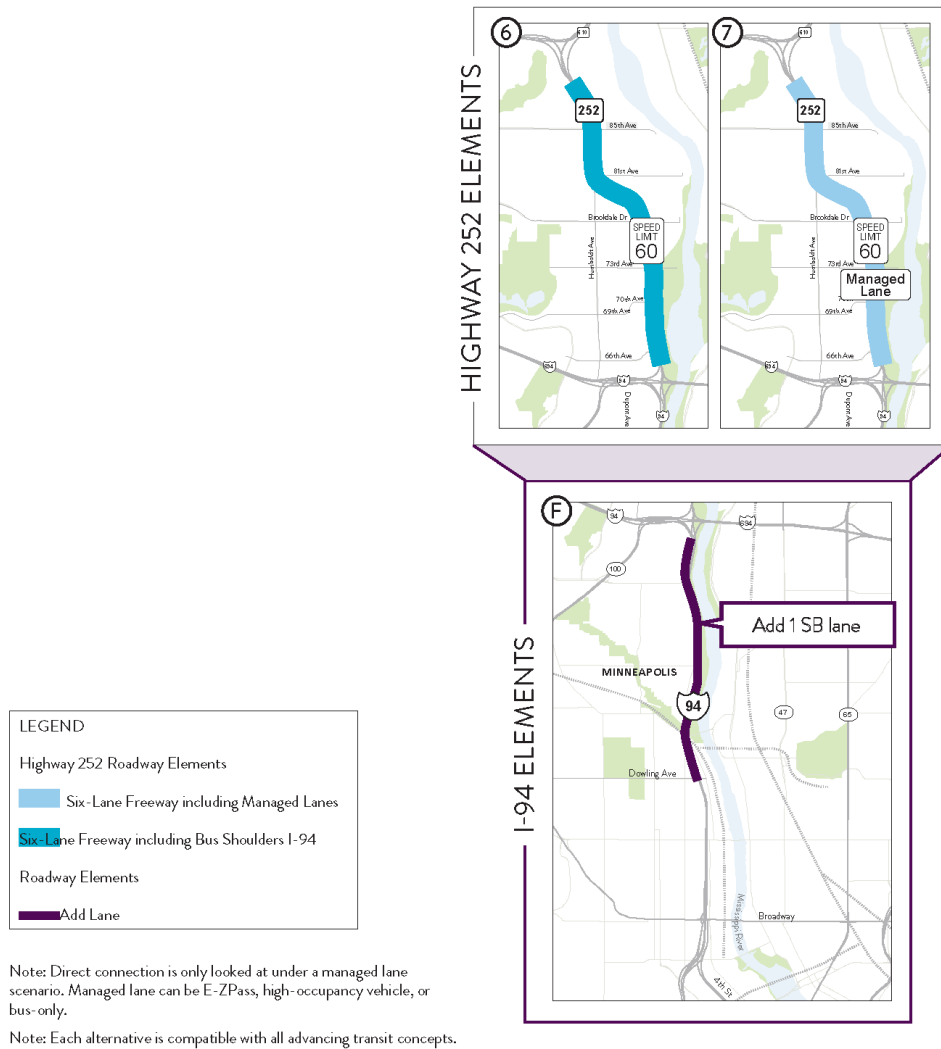 HIGHWAY 252 ELEMENTS
6
610
252
85th Ave
81st Ave
Brookdale Dr
SPEED
LIMIT
60
Humboldt Ave
73rd Ave
70th Ave
69th Ave
66th Ave
694
94
Dupont Ave
94
7
610
252
85th Ave
81st Ave
Brookdale Dr
SPEED
LIMIT
60
Humboldt Ave
73rd Ave
Managed
Lane
69th Ave
66th Ave
694
94
Dupont Ave
94
I-94 ELEMENTS
F
94
694
100
Add 1 SB lane
MINNEAPOLIS
94
47
65
Dowling Ave
Mississippi River
Broadway
4th St
LEGEND
Highway 252 Roadway Elements
Six-Lane Freeway including Managed Lanes
Six-Lane Freeway including Bus Shoulders I-94
Roadway Elements
Add Lane
Note: Direct connection is only looked at under a managed lane
scenario. Managed lane can be E-ZPass, high-occupancy vehicle, or
bus-only.
Note: Each alternative is compatible with all advancing transit concepts.